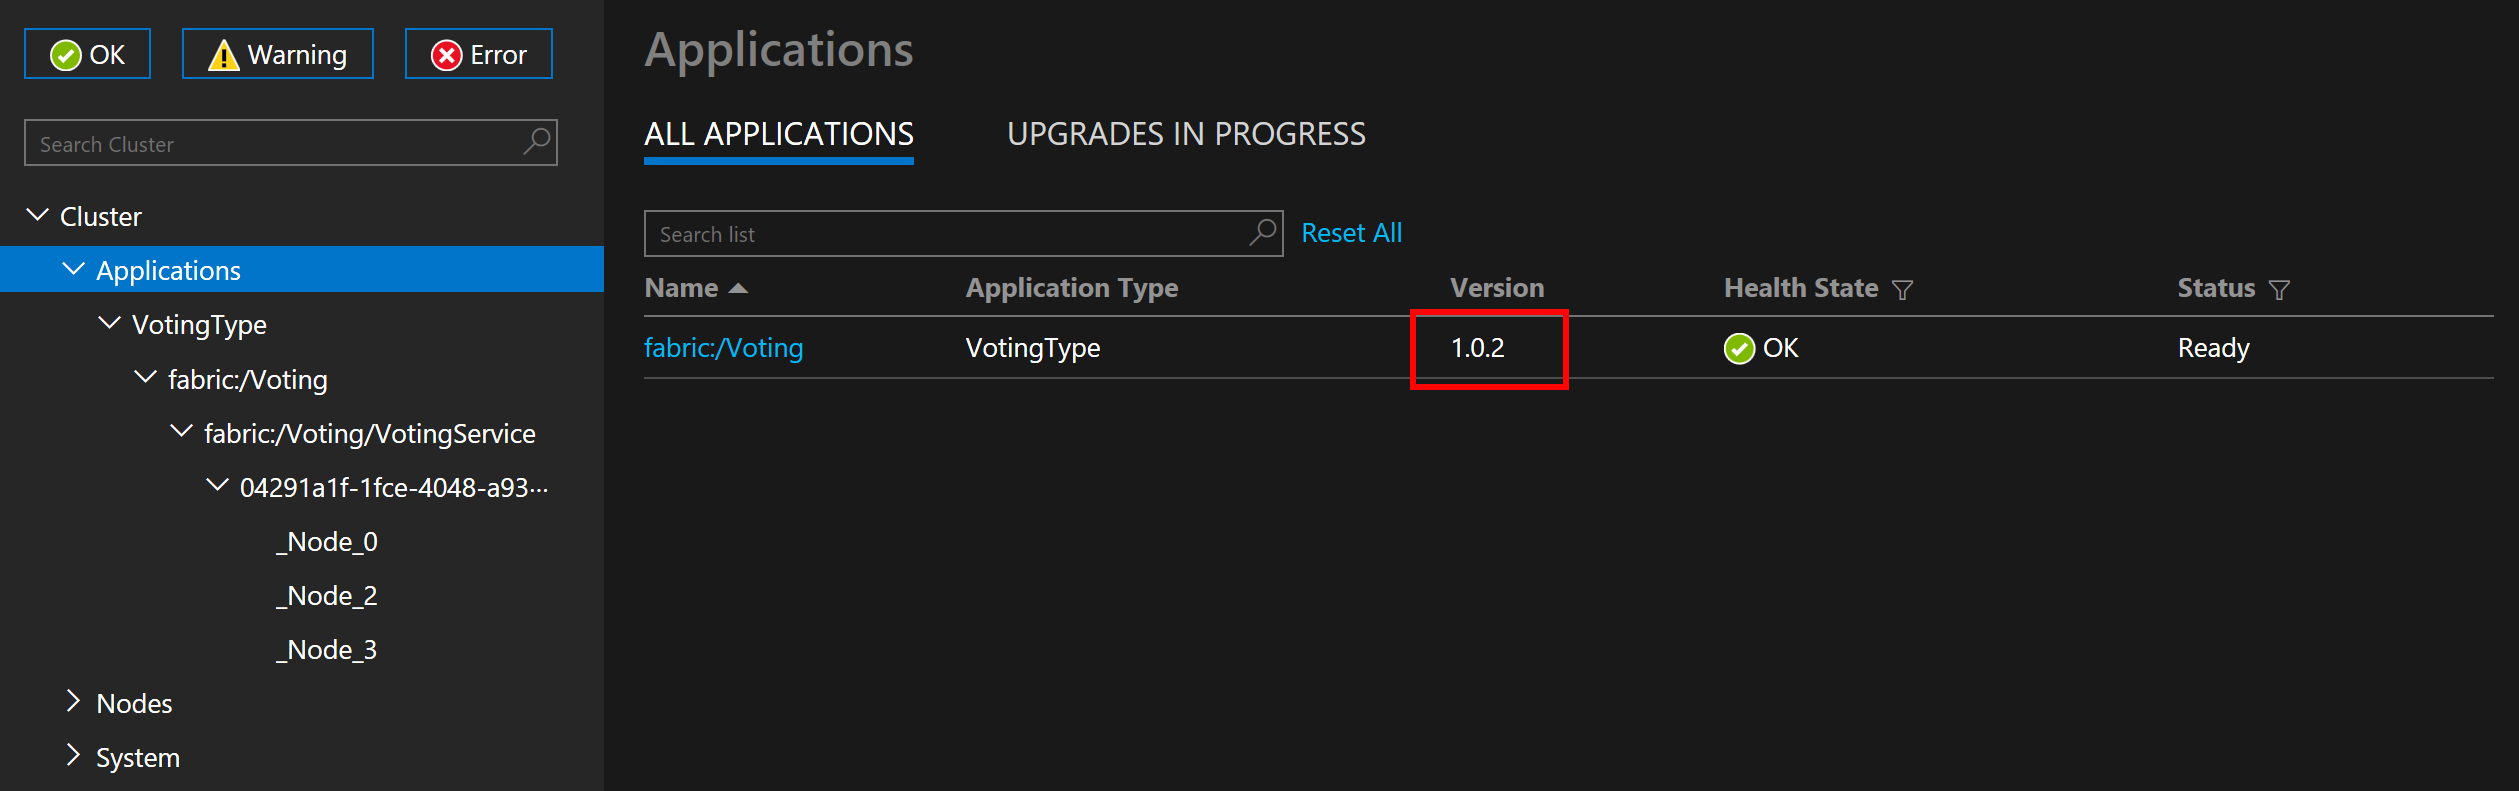 OK Warning Error
Search Cluster
Cluster
Applications
VotingType
fabric:/Voting
fabric:/Voting/VotingService
04291a1f-1fce-4048-a93···
_Node_0
_Node_2
_Node_3
Nodes
System
Applications
ALL APPLICATIONS UPGRADES IN PROGRESS
Search list Reset All
Name Application Type Version Health State Status
fabric:/Voting VotingType 1.0.2 OK Ready